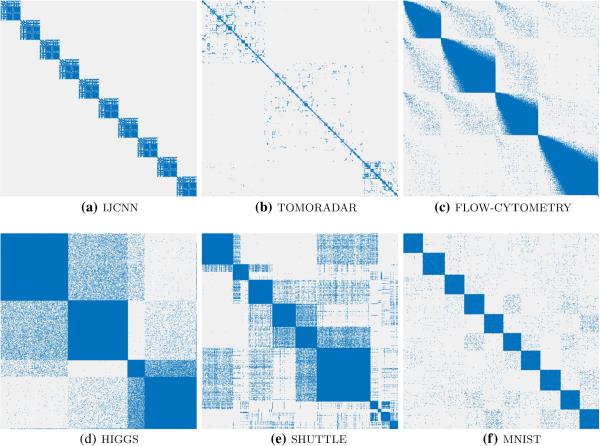 (a) IJCNN (b) TOMORADAR (c) FLOW-CYTOMETRY
(d) HIGGS (e) SHUTTLE (f) MNIST